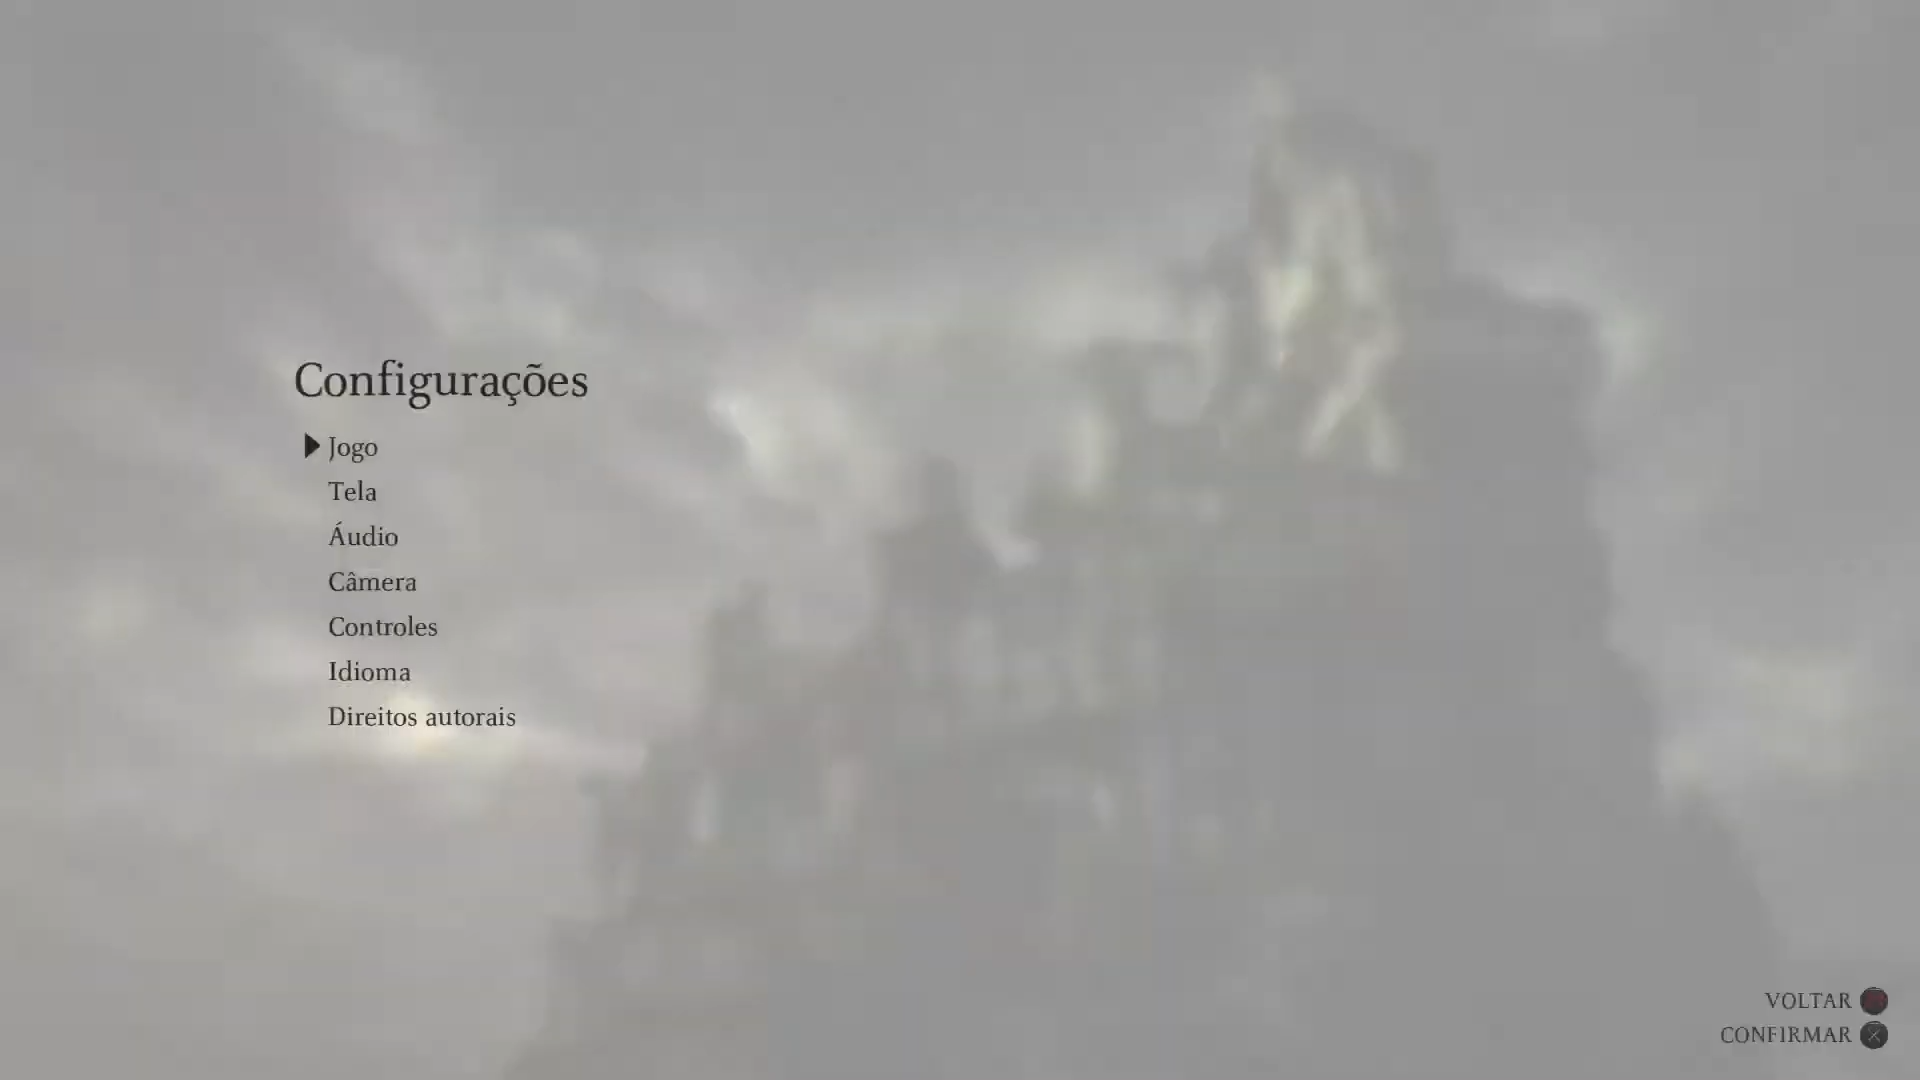 Configurações
Jogo
Tela
Áudio
Câmera
Controles
Idioma
Direitos autorais
VOLTAR
CONFIRMAR